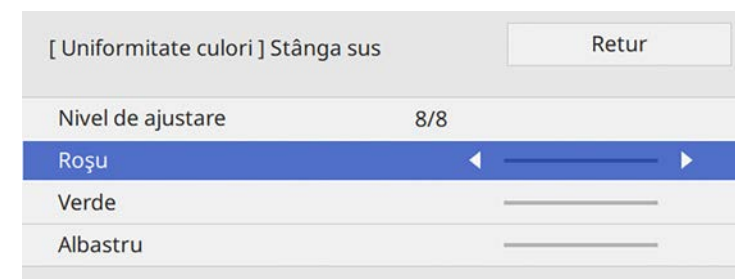 [ Uniformitate culori ] Stânga sus
Retur
Nivel de ajustare 8/8
Roşu
Verde
Albastru